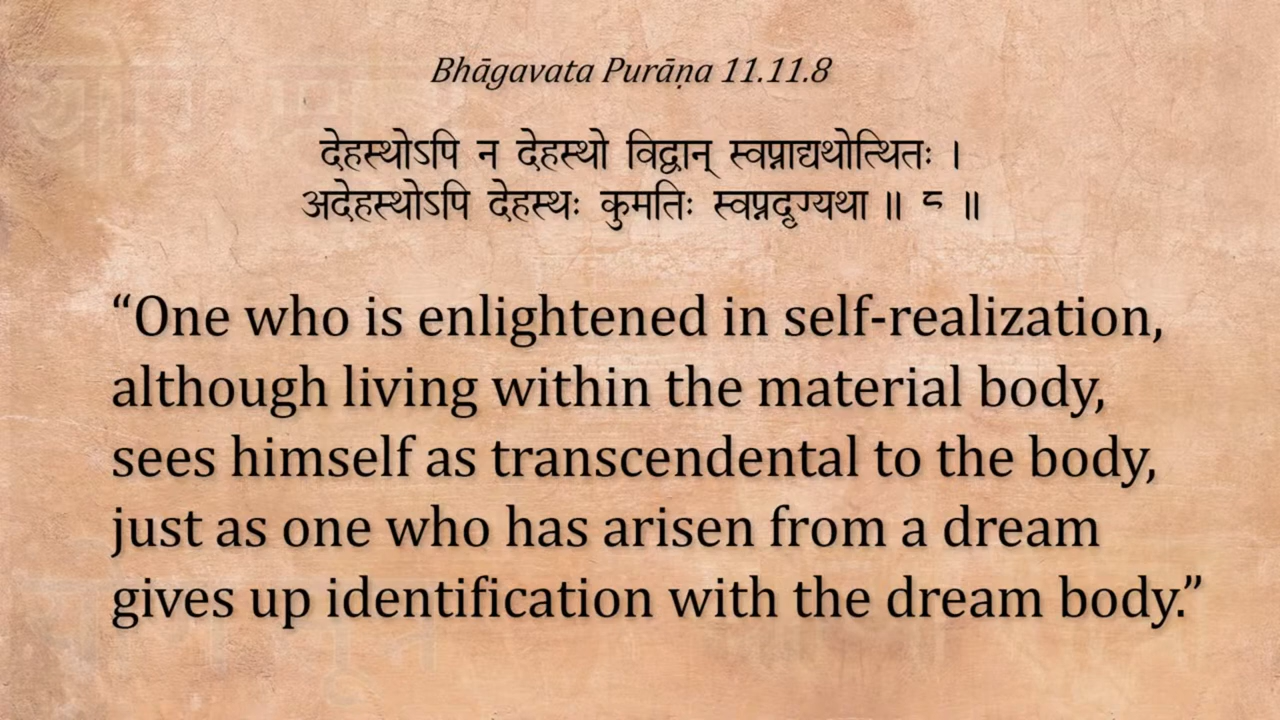 Bhāgavata Purāṇa 11.11.8
देहस्थोऽपि न देहस्थो विद्वान् स्वप्नाद्यथोत्थितः ।
अदेहस्थोऽपि देहस्थः कुमतिः स्वप्नदृग्यथा ॥ ८ ॥
“One who is enlightened in self-realization,
although living within the material body,
sees himself as transcendental to the body,
just as one who has arisen from a dream
gives up identification with the dream body.”